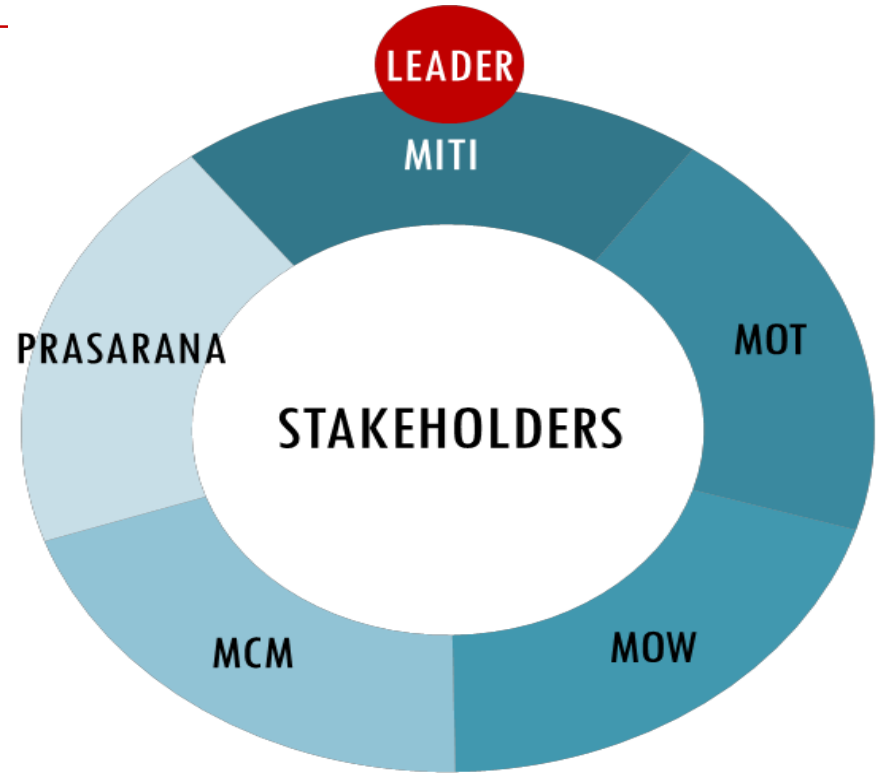 LEADER
MITI
PRASARANA
MOT
STAKEHOLDERS
MCM
MOW